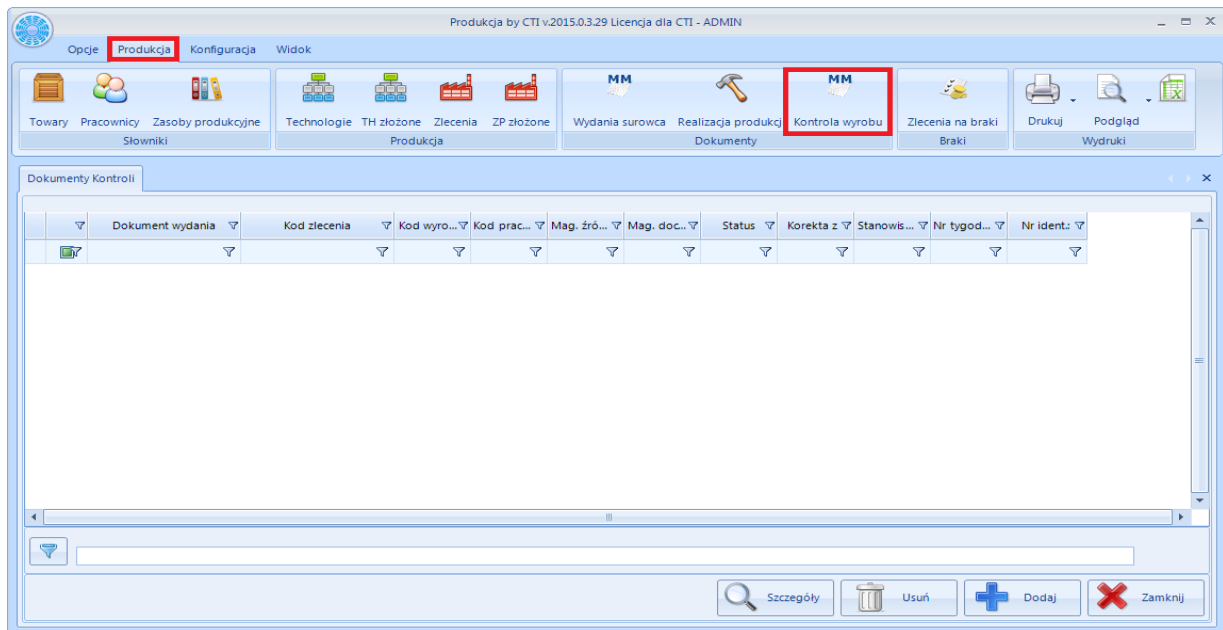 Produkcja by CTI v.2015.0.3.29 Licencja dla CTI - ADMIN
Opcje Produkcja Konfiguracja Widok
MM MM
Towary Pracownicy Zasoby produkcyjne Technologie TH złożone Zlecenia ZP złożone Wydania surowca Realizacja produkcj Kontrola wyrobu Zlecenia na braki Drukuj Podgląd
Słowniki Produkcja Dokumenty Braki Wydruki
Dokumenty Kontroli
Dokument wydania Kod zlecenia Kod wyro... Kod prac... Mag. źró... Mag. doc... Status Korekta z Stanowis... Nr tygod... Nr ident.:
Szczegóły Usuń Dodaj Zamknij